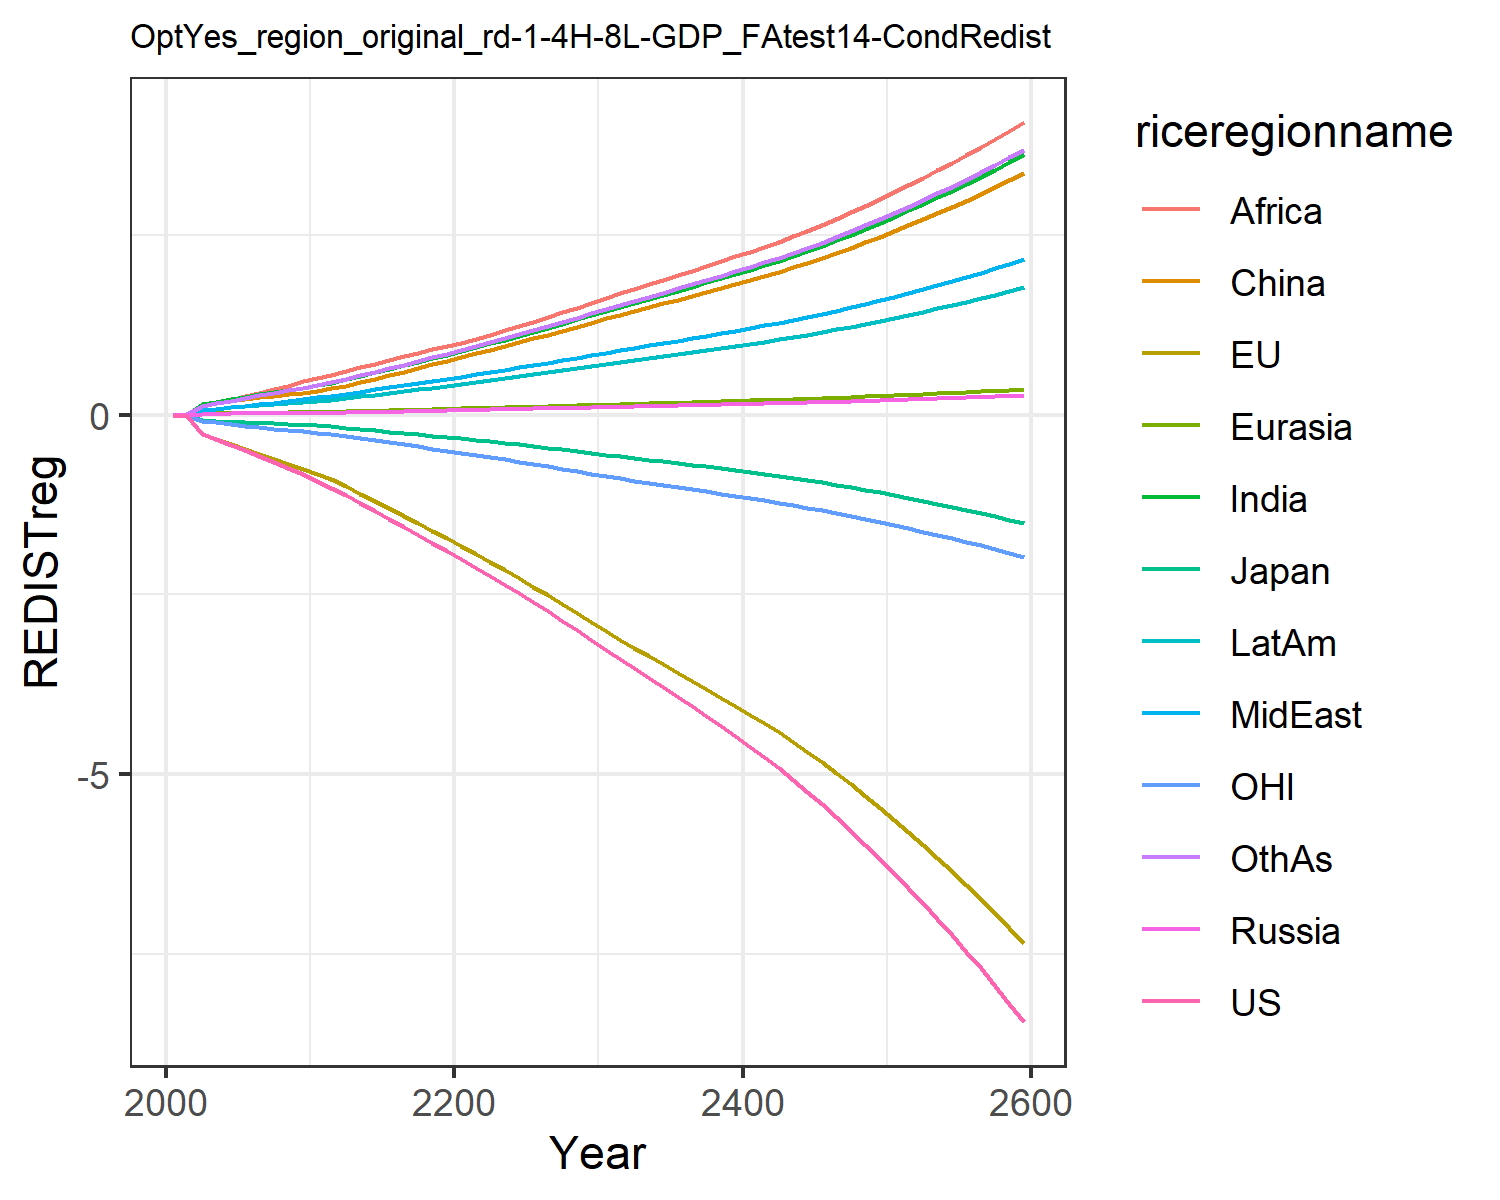 OptYes_region_original_rd-1-4H-8L-GDP_FAtest14-CondRedist
REDISTreg
0
-5
2000
2200
2400
2600
Year
riceregionname
Africa
China
EU
Eurasia
India
Japan
LatAm
MidEast
OHI
OthAs
Russia
US